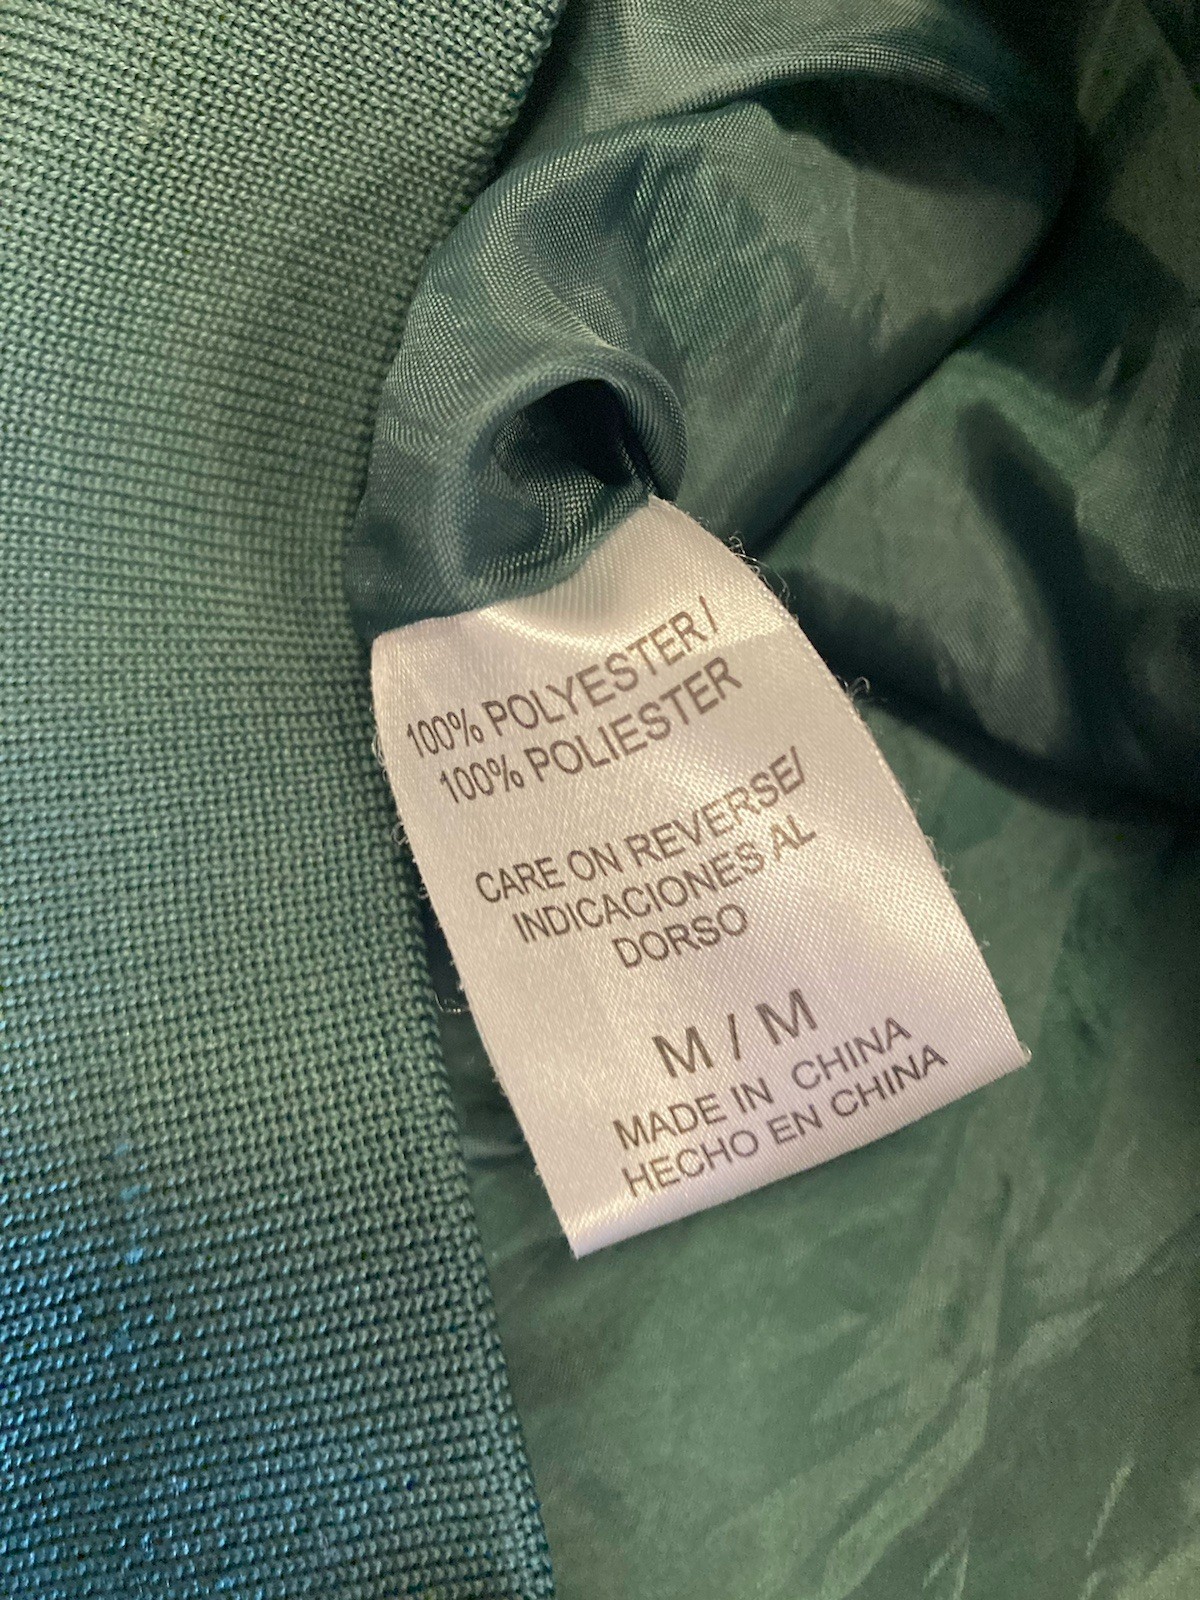 100% POLYESTER /
100% POLIESTER
CARE ON REVERSE/
INDICACIONES AL
DORSO
M / M
MADE IN CHINA
HECHO EN CHINA